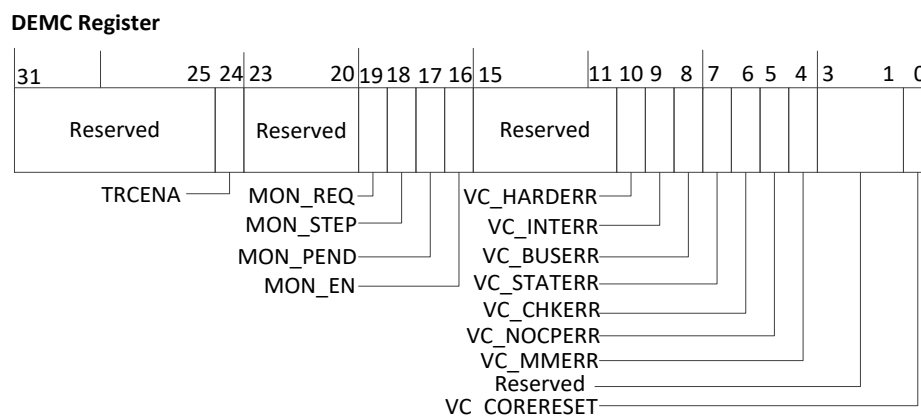 DEMC Register
31 25 24 23 20 19 18 17 16 15 11 10 9 8 7 6 5 4 3 1 0
Reserved Reserved Reserved
TRCENA MON_REQ VC_HARDERR
MON_STEP VC_INTERR
MON_PEND VC_BUSERR
MON_EN VC_STATERR
VC_CHKERR
VC_NOCPERR
VC_MMERR
Reserved
VC_CORERESET